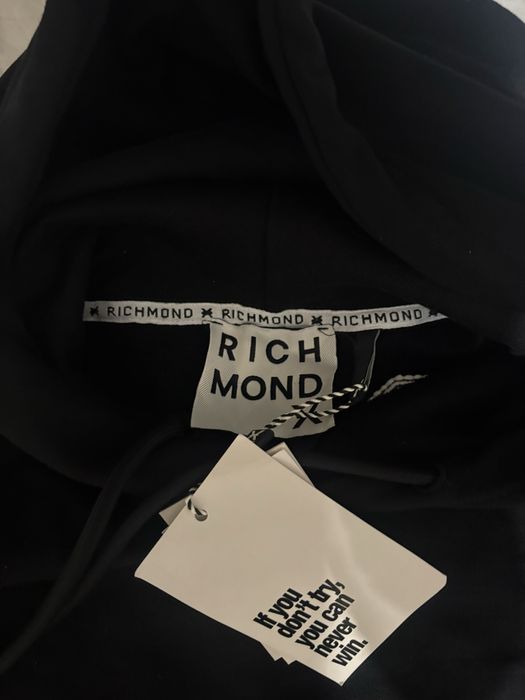 X RICHMOND X RICHMOND X RICHMOND X
RICH
MOND
X
If you
don't try,
you can
never
win.